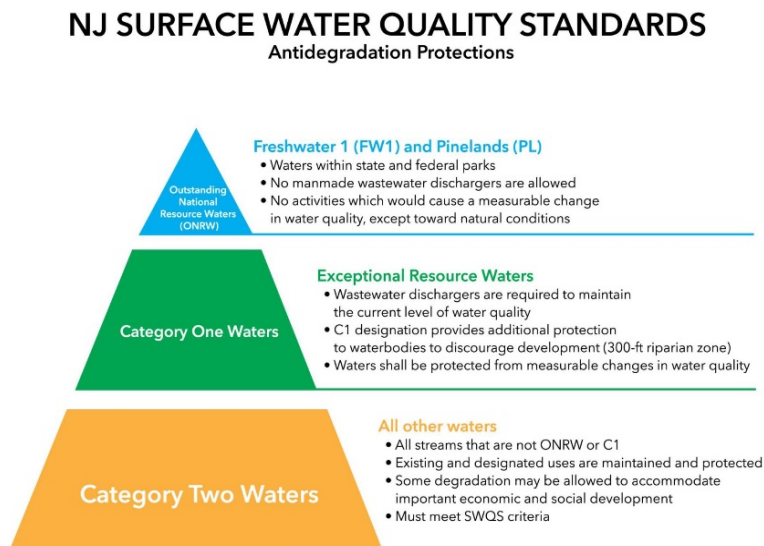 NJ SURFACE WATER QUALITY STANDARDS
Antidegradation Protections
Outstanding
National
Resource Waters
(ONRW)
Freshwater 1 (FW1) and Pinelands (PL)
• Waters within state and federal parks
• No manmade wastewater dischargers are allowed
• No activities which would cause a measurable change
in water quality, except toward natural conditions
Category One Waters
Exceptional Resource Waters
• Wastewater dischargers are required to maintain
the current level of water quality
• C1 designation provides additional protection
to waterbodies to discourage development (300-ft riparian zone)
• Waters shall be protected from measurable changes in water quality
Category Two Waters
All other waters
• All streams that are not ONRW or C1
• Existing and designated uses are maintained and protected
• Some degradation may be allowed to accommodate
important economic and social development
• Must meet SWQS criteria